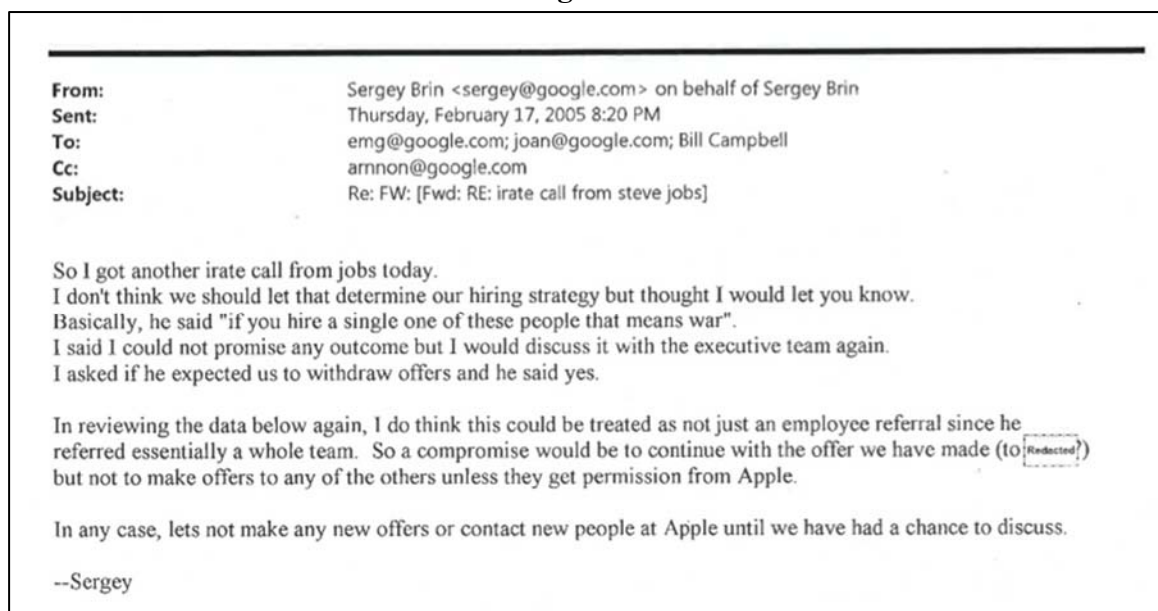 From: Sergey Brin <sergey@google.com> on behalf of Sergey Brin
Sent: Thursday, February 17, 2005 8:20 PM
To: emg@google.com; joan@google.com; Bill Campbell
Cc: arnnon@google.com
Subject: Re: FW: [Fwd: RE: irate call from steve jobs]
So I got another irate call from jobs today.
I don't think we should let that determine our hiring strategy but thought I would let you know.
Basically, he said "if you hire a single one of these people that means war".
I said I could not promise any outcome but I would discuss it with the executive team again.
I asked if he expected us to withdraw offers and he said yes.
In reviewing the data below again, I do think this could be treated as not just an employee referral since he
referred essentially a whole team. So a compromise would be to continue with the offer we have made (to Redacted?)
but not to make offers to any of the others unless they get permission from Apple.
In any case, lets not make any new offers or contact new people at Apple until we have had a chance to discuss.
--Sergey